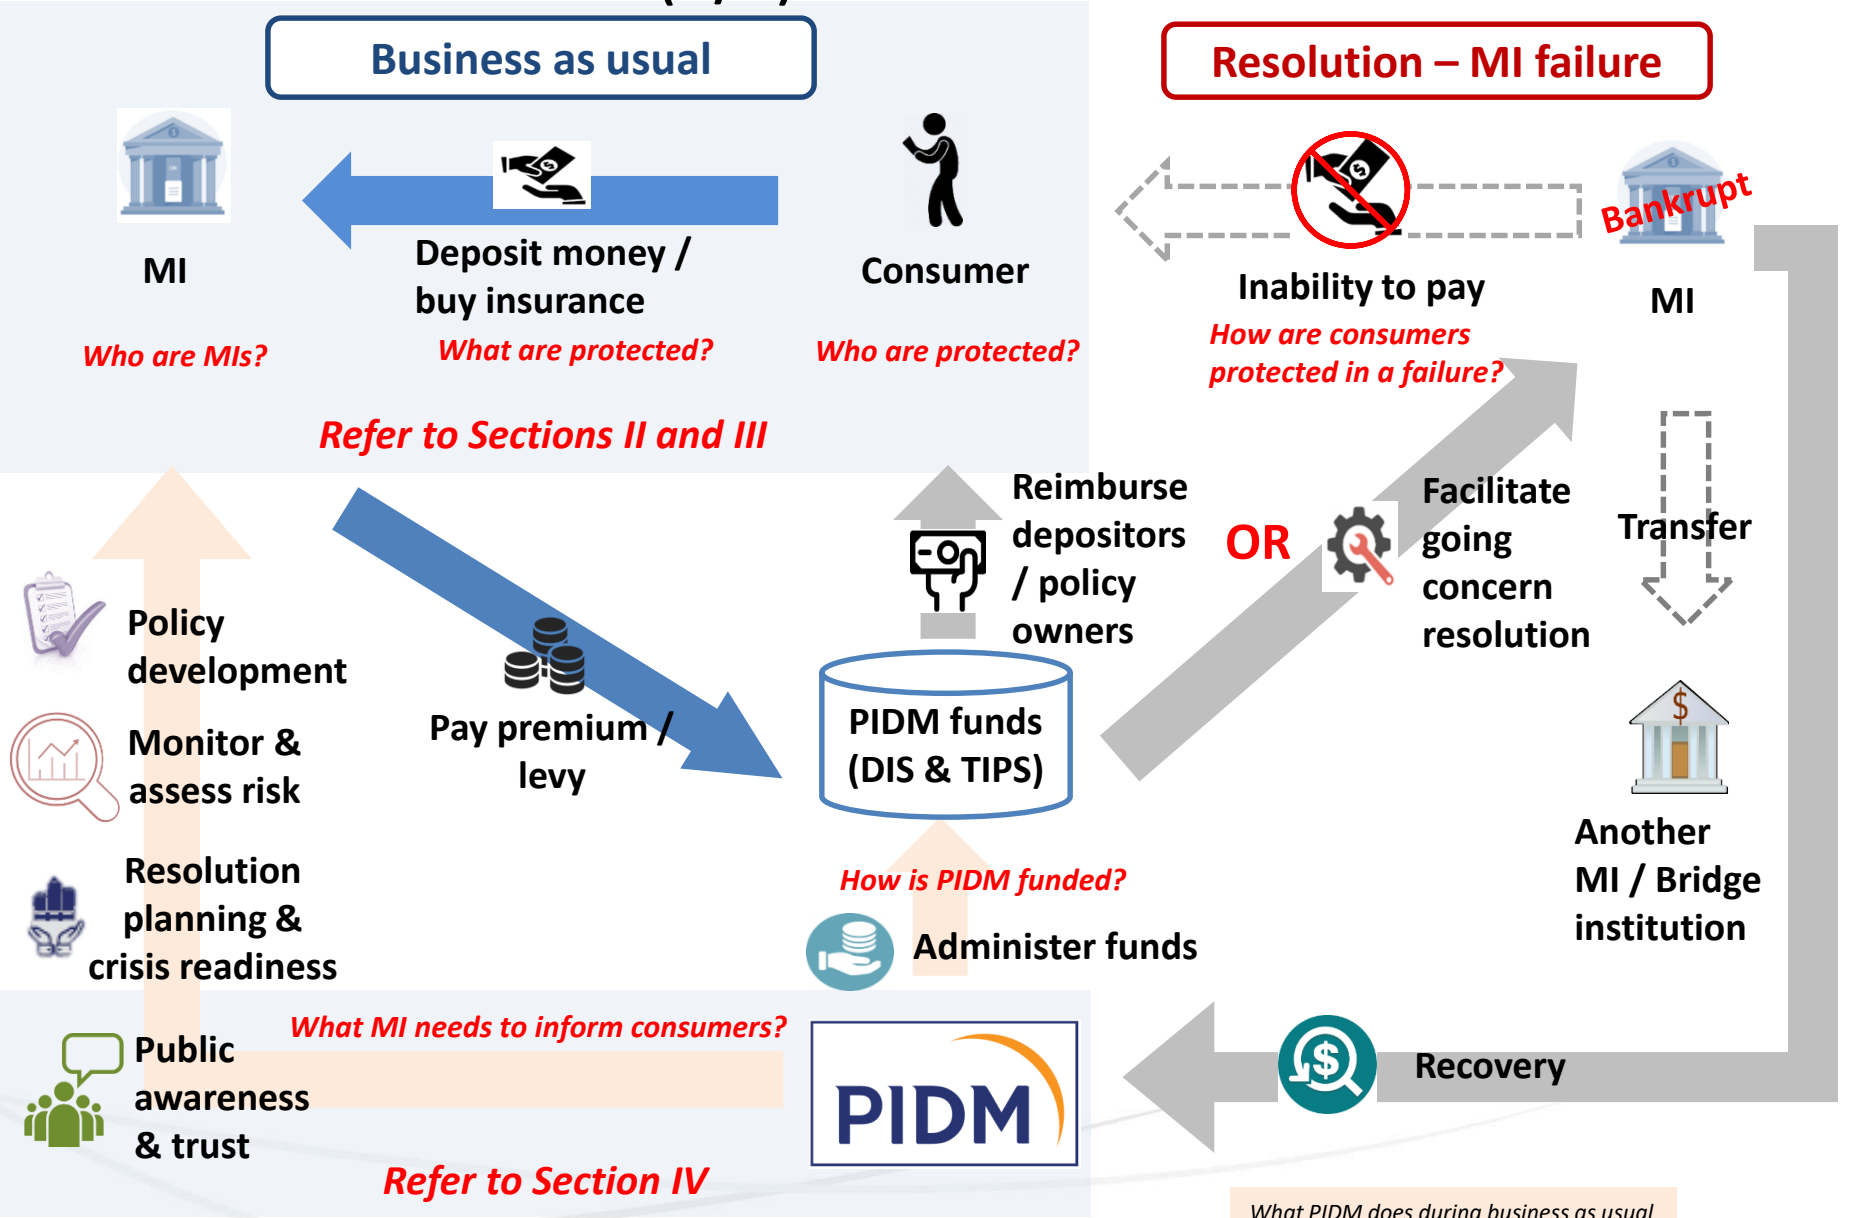 Business as usual
Resolution – MI failure
Bankrupt
MI
Deposit money /
buy insurance
Consumer
Inability to pay
MI
Who are MIs?
What are protected?
Who are protected?
How are consumers
protected in a failure?
Refer to Sections II and III
Reimburse
depositors
/ policy
owners
OR
Facilitate
going
concern
resolution
Transfer
Policy
development
Monitor &
assess risk
Resolution
planning &
crisis readiness
Public
awareness
& trust
Pay premium /
levy
PIDM funds
(DIS & TIPS)
How is PIDM funded?
Administer funds
Another
MI / Bridge
institution
What MI needs to inform consumers?
PIDM
Recovery
Refer to Section IV
What PIDM does during business as usual